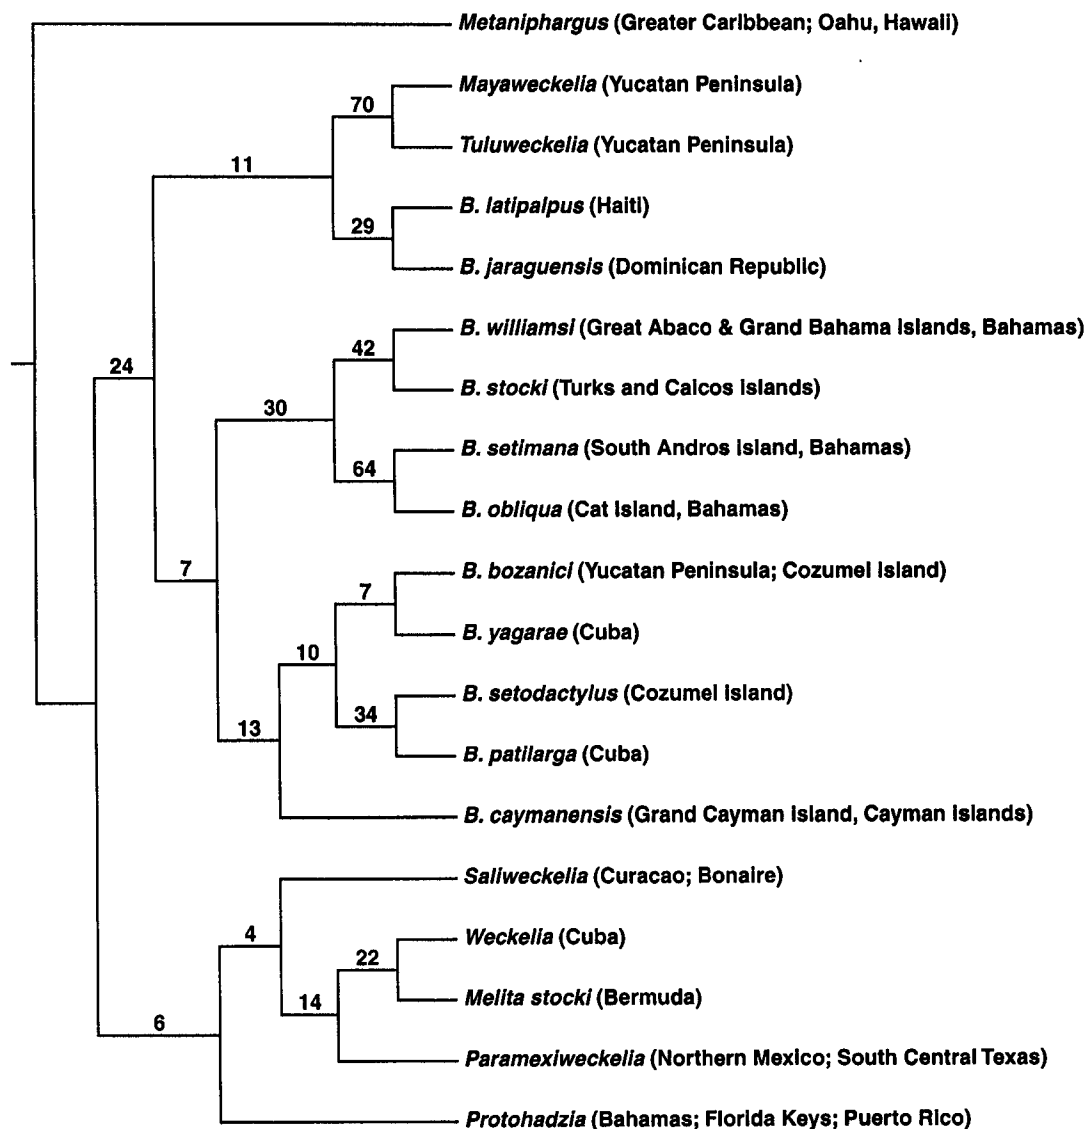 Metaniphargus (Greater Caribbean; Oahu, Hawaii)
Mayaweckelia (Yucatan Peninsula)
70
Tuluweckelia (Yucatan Peninsula)
11
B. latipalpus (Haiti)
29
B. jaraguensis (Dominican Republic)
B. williamsi (Great Abaco & Grand Bahama Islands, Bahamas)
42
24
B. stocki (Turks and Caicos Islands)
30
B. setimana (South Andros Island, Bahamas)
64
B. obliqua (Cat Island, Bahamas)
7
B. bozanici (Yucatan Peninsula; Cozumel Island)
7
B. yagarae (Cuba)
10
B. setodactylus (Cozumel Island)
34
13
B. patilarga (Cuba)
B. caymanensis (Grand Cayman Island, Cayman Islands)
Saliweckelia (Curacao; Bonaire)
4
Weckelia (Cuba)
22
Melita stocki (Bermuda)
14
6
Paramexiweckelia (Northern Mexico; South Central Texas)
Protohadzia (Bahamas; Florida Keys; Puerto Rico)